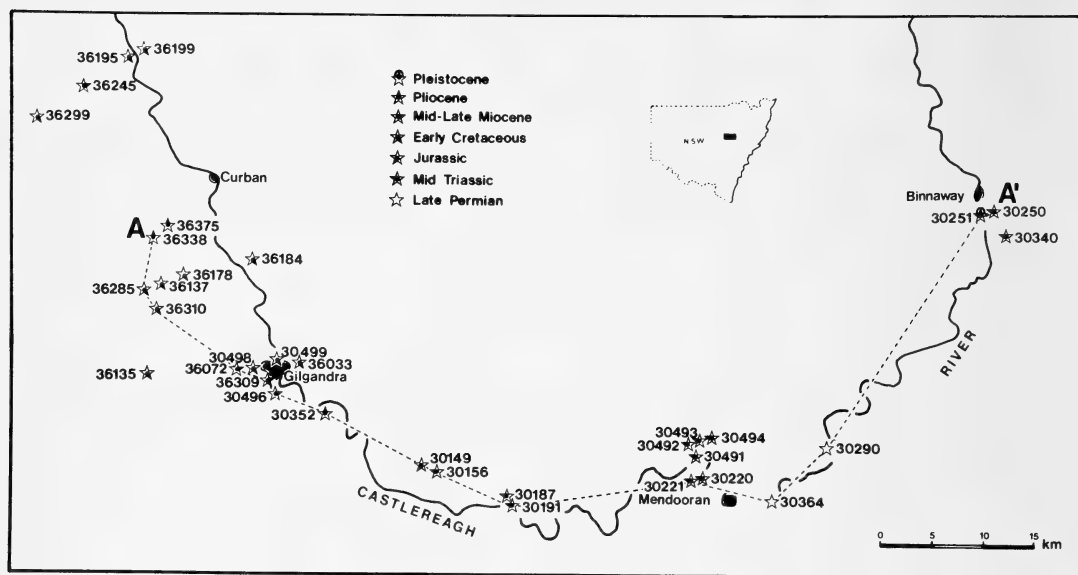 36195
36199
36245
36299
Pleistocene
Pliocene
Mid-Late Miocene
Early Cretaceous
Jurassic
Mid Triassic
Late Permian
NSW
Curban
Binnaway
A'
30251
30250
30340
A
36375
36338
36184
36178
36285
36137
36310
30499
30498
36033
36072
Gilgandra
36135
36309
30496
30352
30149
30156
30187
30191
CASTLEREAGH
30493
30494
30492
30491
30220
30221
Mendooran
30364
30290
RIVER
0 5 10 15
km